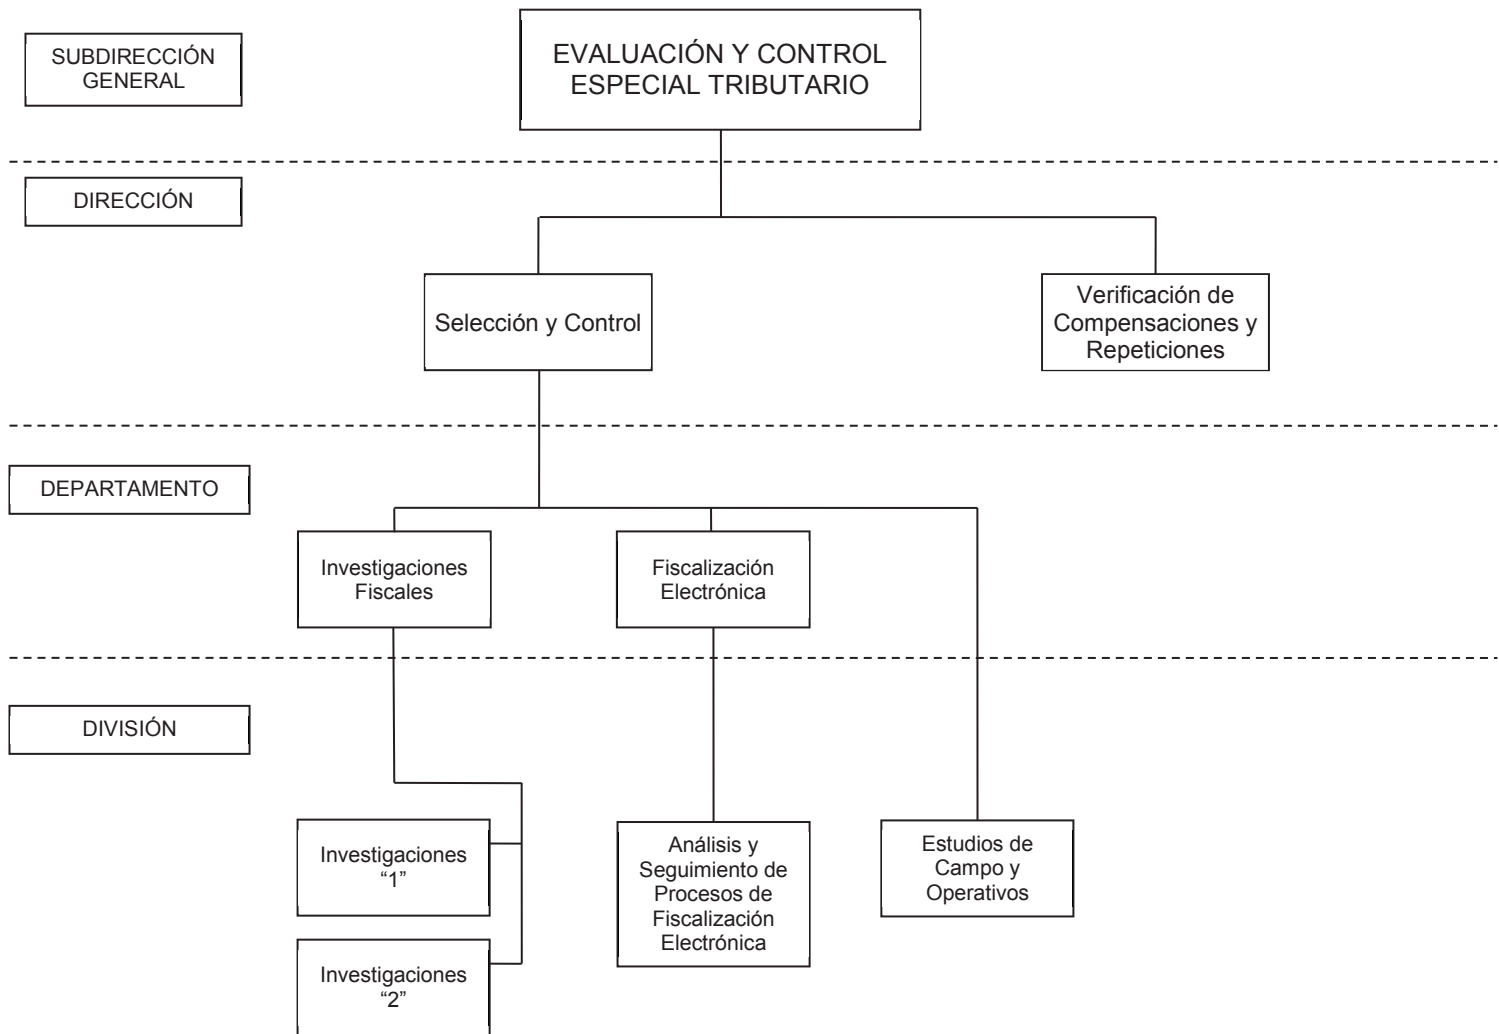 SUBDIRECCIÓN
GENERAL
EVALUACIÓN Y CONTROL
ESPECIAL TRIBUTARIO
DIRECCIÓN
Selección y Control
Verificación de
Compensaciones y
Repeticiones
DEPARTAMENTO
Investigaciones
Fiscales
Fiscalización
Electrónica
DIVISIÓN
Investigaciones
“1”
Análisis y
Seguimiento de
Procesos de
Fiscalización
Electrónica
Estudios de
Campo y
Operativos
Investigaciones
“2”